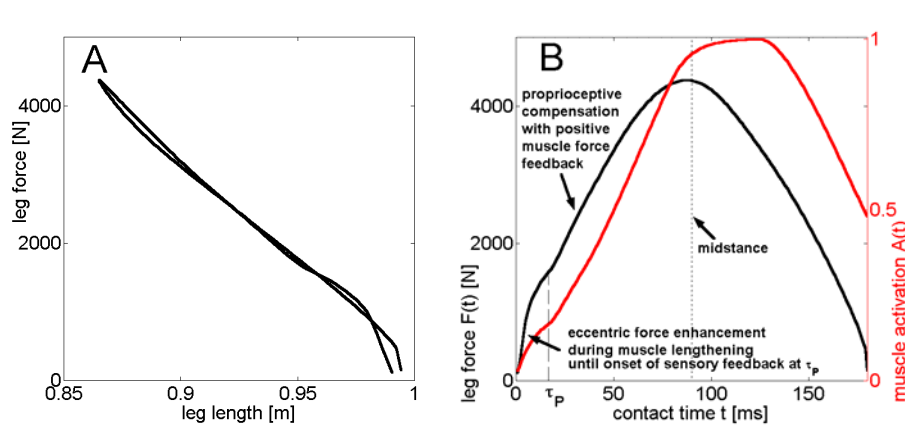 A
leg force [N]
4000
2000
0
0.85
0.9
0.95
1
leg length [m]
B
proprioceptive
compensation
with positive
muscle force
feedback
midstance
eccentric force enhancement
during muscle lengthening
until onset of sensory feedback at τP
leg force F(t) [N]
4000
2000
0
0
τP
50
100
150
contact time t [ms]
1
0.5
0
muscle activation A(t)